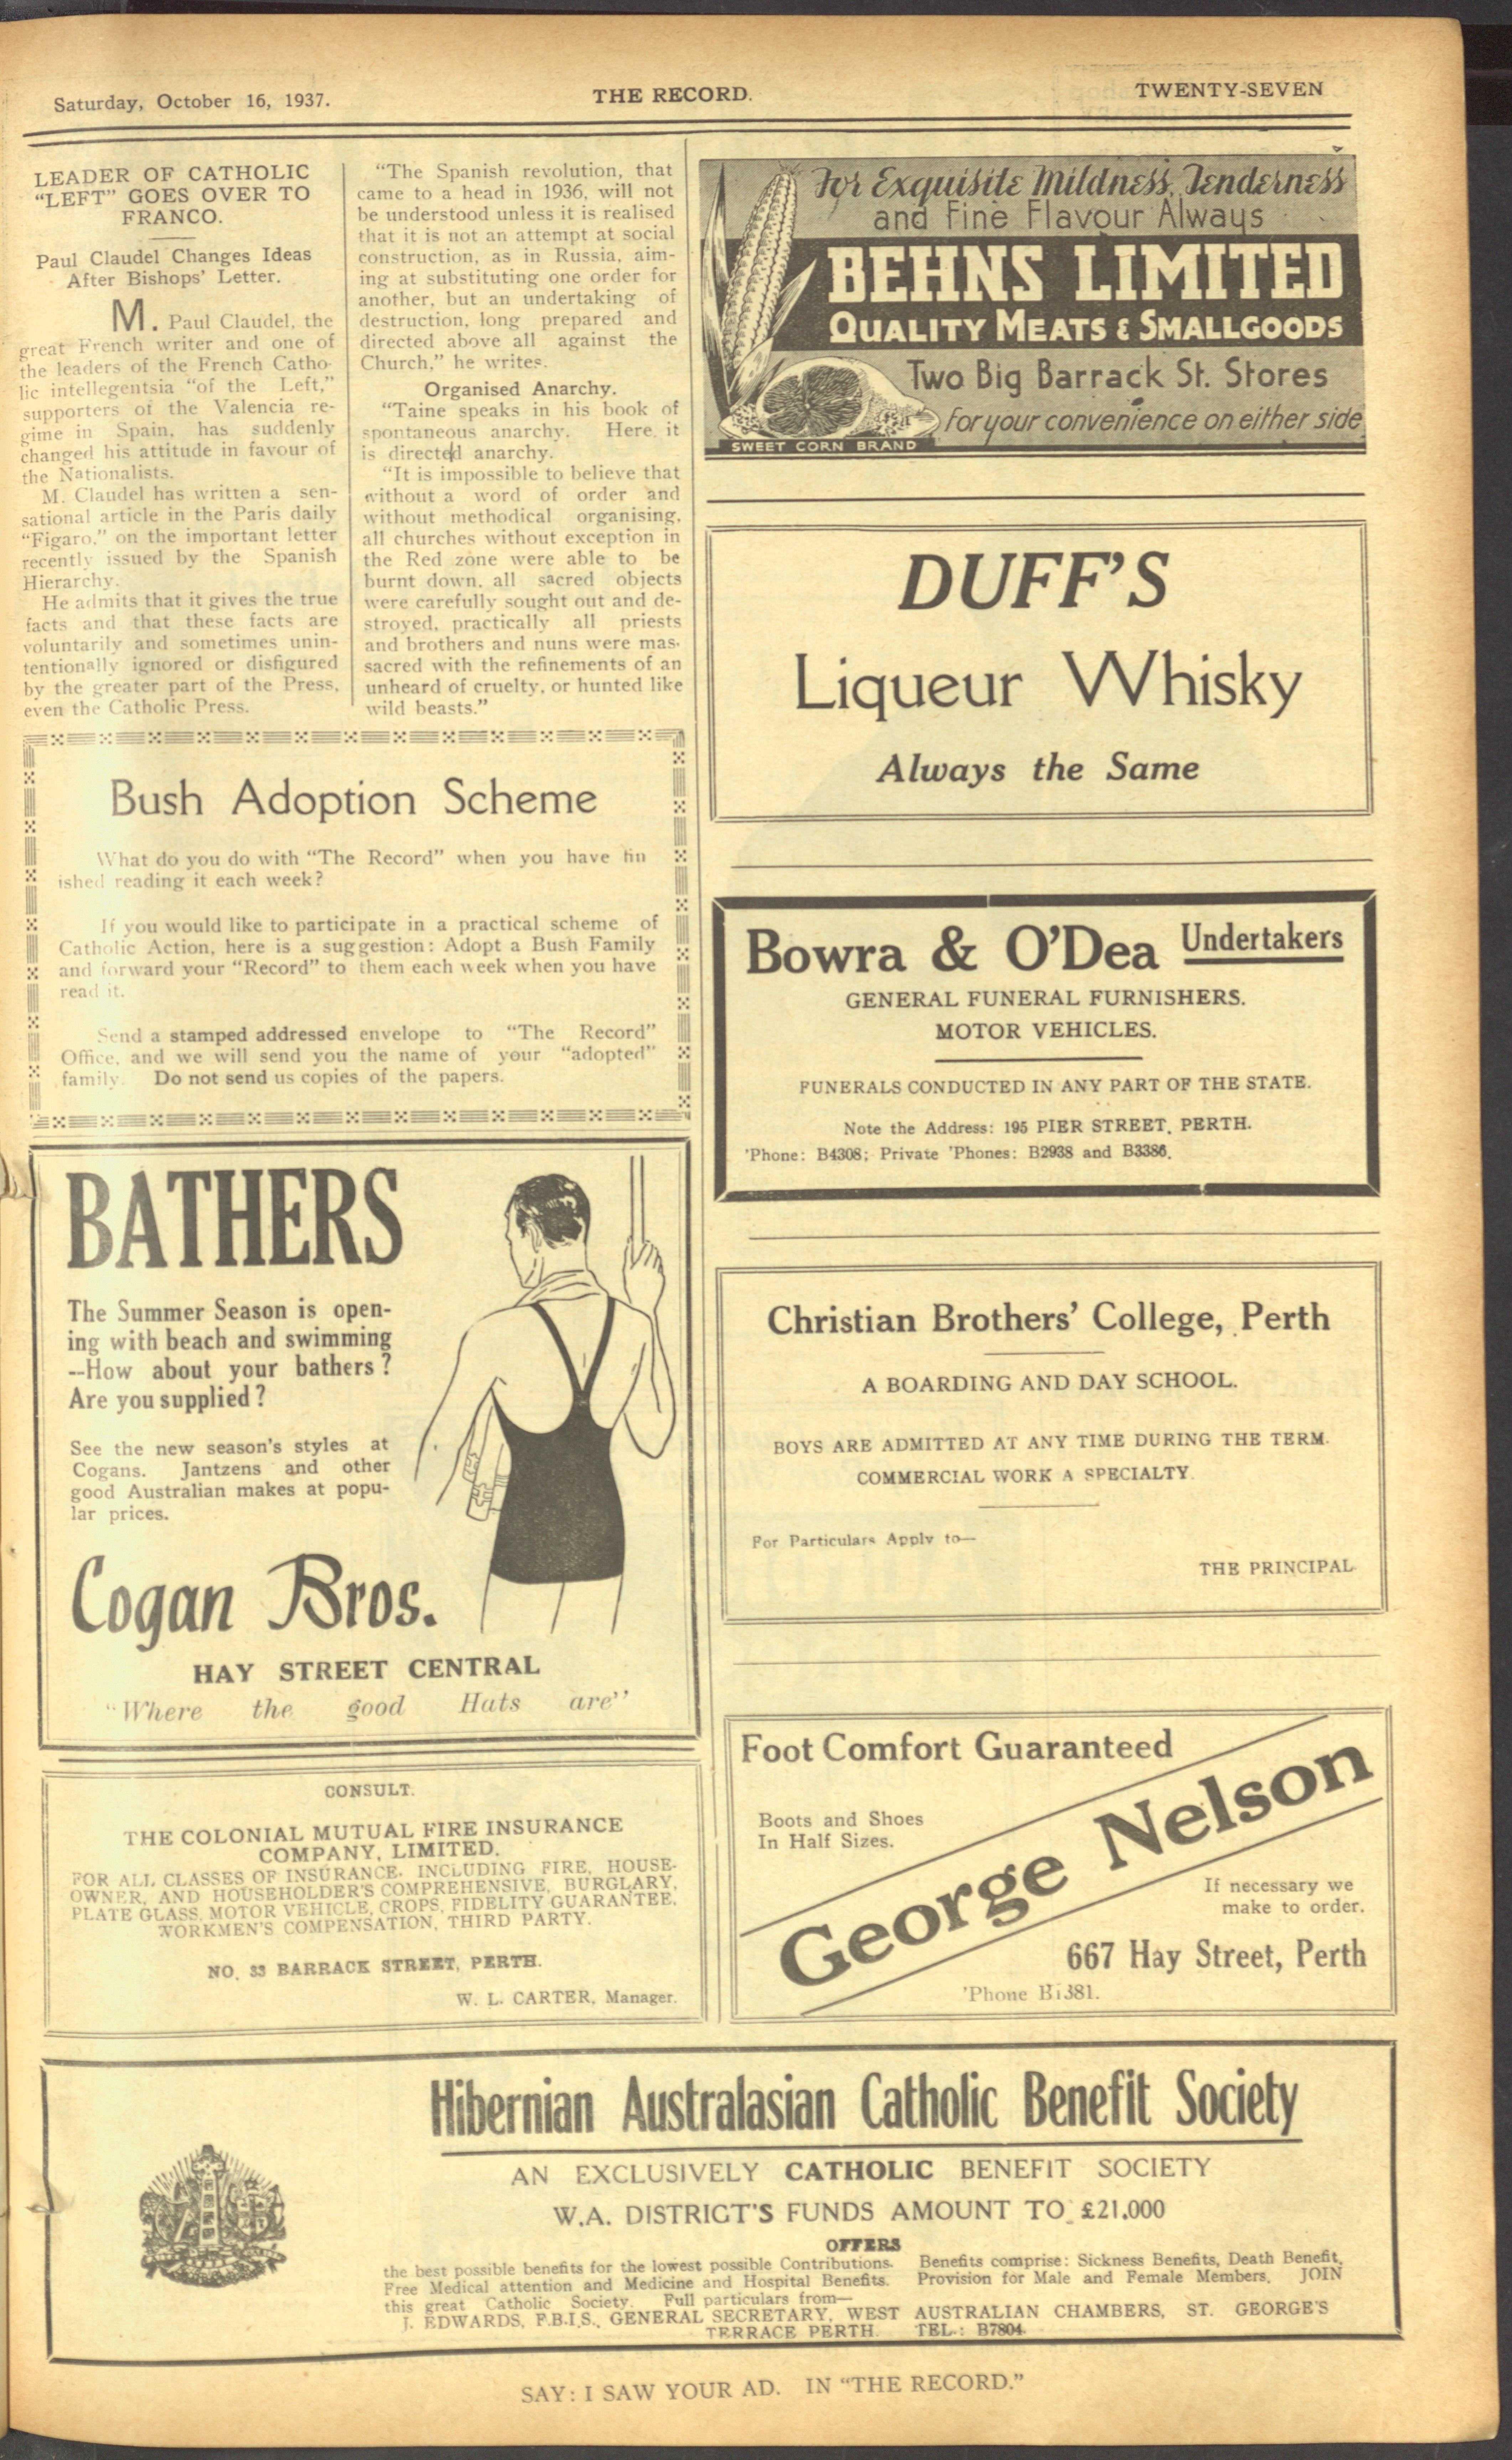 Saturday, October 16, 1937.
THE RECORD.
TWENTY-SEVEN
LEADER OF CATHOLIC
“LEFT” GOES OVER TO
FRANCO.
Paul Claudel Changes Ideas
After Bishops’ Letter.
M. Paul Claudel, the
great French writer and one of
the leaders of the French Catho-
lic intellegentsia “of the Left,”
supporters of the Valencia re-
gime in Spain, has suddenly
changed his attitude in favour of
the Nationalists.
M. Claudel has written a sen-
sational article in the Paris daily
“Figaro,” on the important letter
recently issued by the Spanish
Hierarchy.
He admits that it gives the true
facts and that these facts are
voluntarily and sometimes unin-
tentionally ignored or disfigured
by the greater part of the Press,
even the Catholic Press.
“The Spanish revolution, that
came to a head in 1936, will not
be understood unless it is realised
that it is not an attempt at social
construction, as in Russia, aim-
ing at substituting one order for
another, but an undertaking of
destruction, long prepared and
directed above all against the
Church,” he writes.
Organised Anarchy.
“Taine speaks in his book of
spontaneous anarchy. Here it
is directed anarchy.
“It is impossible to believe that
without a word of order and
without methodical organising,
all churches without exception in
the Red zone were able to be
burnt down, all sacred objects
were carefully sought out and de-
stroyed, practically all priests
and brothers and nuns were mas-
sacred with the refinements of an
unheard of cruelty, or hunted like
wild beasts.”
Bush Adoption Scheme
What do you do with “The Record” when you have fin
ished reading it each week?
If you would like to participate in a practical scheme of
Catholic Action, here is a suggestion: Adopt a Bush Family
and forward your “Record” to them each week when you have
read it.
Send a stamped addressed envelope to “The Record”
Office, and we will send you the name of your “adopted”
family. Do not send us copies of the papers.
BATHERS
The Summer Season is open-
ing with beach and swimming
--How about your bathers?
Are you supplied?
See the new season’s styles at
Cogans. Jantzens and other
good Australian makes at popu-
lar prices.
Cogan Bros.
HAY STREET CENTRAL
“Where the good Hats are”
CONSULT.
THE COLONIAL MUTUAL FIRE INSURANCE
COMPANY, LIMITED.
FOR ALL CLASSES OF INSURANCE. INCLUDING FIRE, HOUSE-
OWNER, AND HOUSEHOLDER’S COMPREHENSIVE, BURGLARY,
PLATE GLASS, MOTOR VEHICLE, CROPS, FIDELITY GUARANTEE,
WORKMEN’S COMPENSATION, THIRD PARTY.
NO. 33 BARRACK STREET, PERTH.
W. L. CARTER, Manager.
For Exquisite Mildness, Tenderness
and Fine Flavour Always
BEHNS LIMITED
QUALITY MEATS & SMALLGOODS
Two Big Barrack St. Stores
for your convenience on either side
SWEET CORN BRAND
DUFF’S
Liqueur Whisky
Always the Same
Bowra & O’Dea Undertakers
GENERAL FUNERAL FURNISHERS.
MOTOR VEHICLES.
FUNERALS CONDUCTED IN ANY PART OF THE STATE.
Note the Address: 195 PIER STREET, PERTH.
’Phone: B4308; Private ’Phones: B2938 and B3386.
Christian Brothers’ College, Perth
A BOARDING AND DAY SCHOOL.
BOYS ARE ADMITTED AT ANY TIME DURING THE TERM.
COMMERCIAL WORK A SPECIALTY.
For Particulars Apply to—
THE PRINCIPAL
Foot Comfort Guaranteed
Boots and Shoes
In Half Sizes.
George Nelson
If necessary we
make to order.
667 Hay Street, Perth
’Phone B1381.
Hibernian Australasian Catholic Benefit Society
AN EXCLUSIVELY CATHOLIC BENEFIT SOCIETY
W.A. DISTRICT’S FUNDS AMOUNT TO £21,000
OFFERS
the best possible benefits for the lowest possible Contributions. Benefits comprise: Sickness Benefits, Death Benefit,
Free Medical attention and Medicine and Hospital Benefits. Provision for Male and Female Members. JOIN
this great Catholic Society. Full particulars from—
J. EDWARDS, F.B.I.S., GENERAL SECRETARY, WEST AUSTRALIAN CHAMBERS, ST. GEORGE’S
TERRACE PERTH. TEL.: B7804.
SAY: I SAW YOUR AD. IN “THE RECORD.”